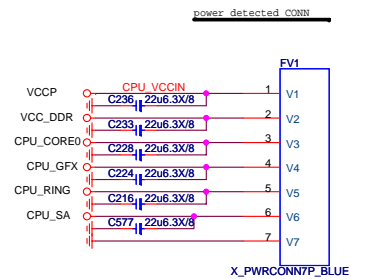 power detected CONN
FV1
VCCP CPU_VCCIN 1 V1
C236 22u6.3X/8
VCC_DDR 2 V2
C233 22u6.3X/8
CPU_CORE0 3 V3
C228 22u6.3X/8
CPU_GFX 4 V4
C224 22u6.3X/8
CPU_RING 5 V5
C216 22u6.3X/8
CPU_SA 6 V6
C577 22u6.3X/8
7 V7
X_PWRCONN7P_BLUE